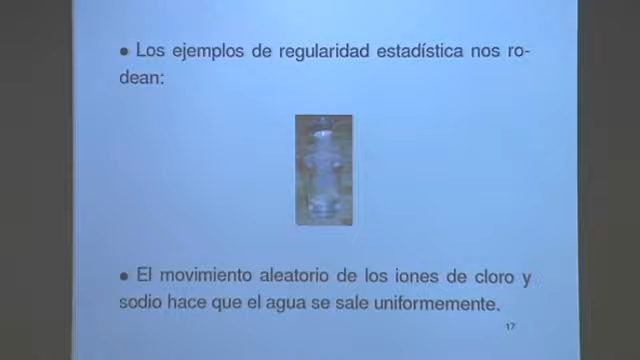 ● Los ejemplos de regularidad estadística nos ro-
dean:
● El movimiento aleatorio de los iones de cloro y
sodio hace que el agua se sale uniformemente.
17